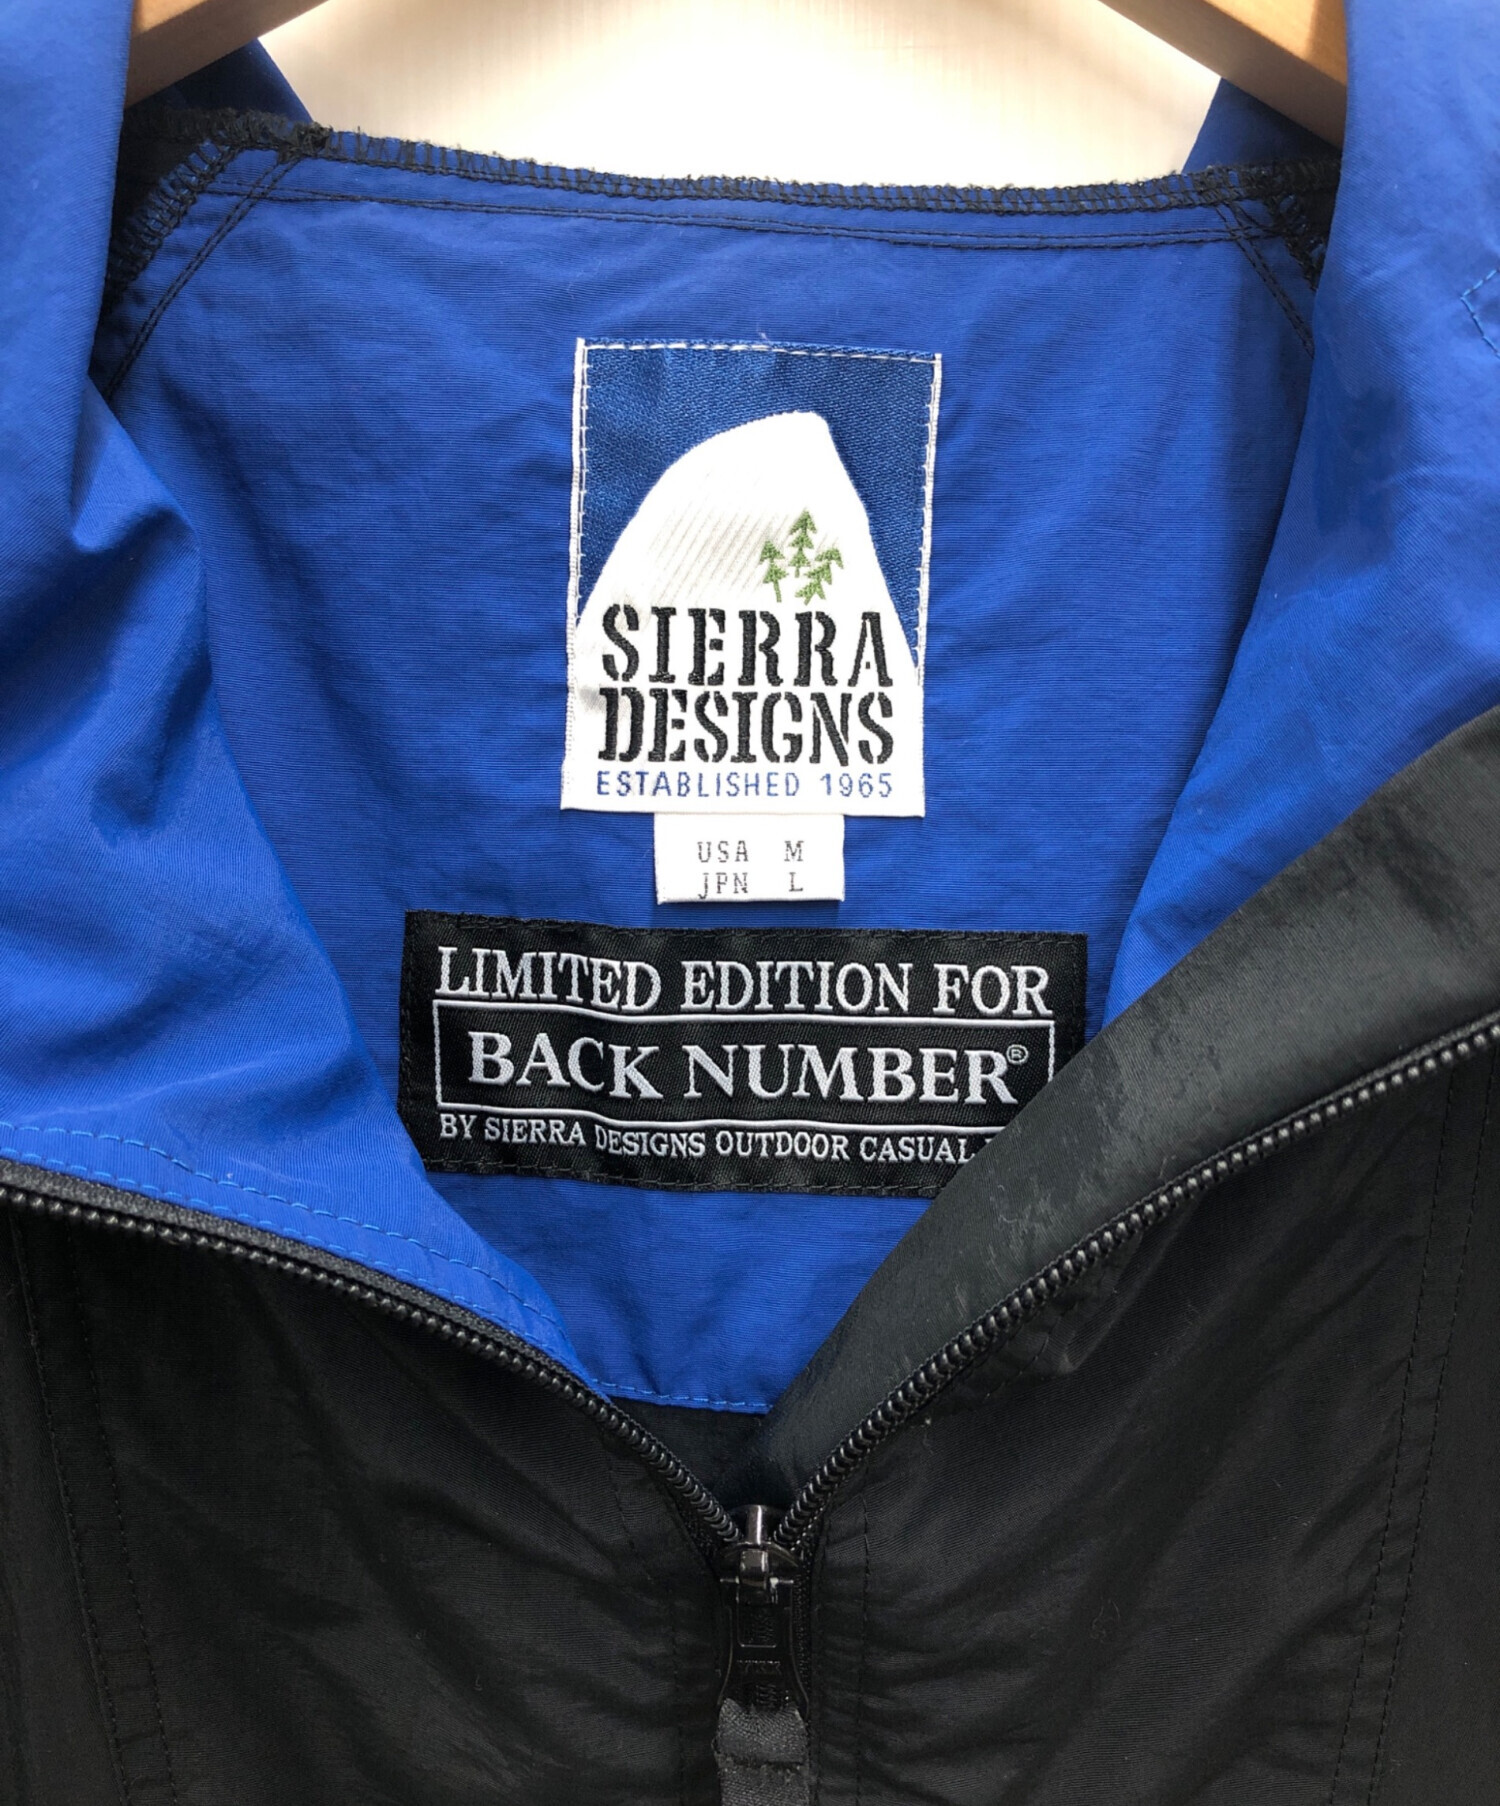 SIERRA
DESIGNS
ESTABLISHED 1965
USA M
JPN L
LIMITED EDITION FOR
BACK NUMBER®
BY SIERRA DESIGNS OUTDOOR CASUAL